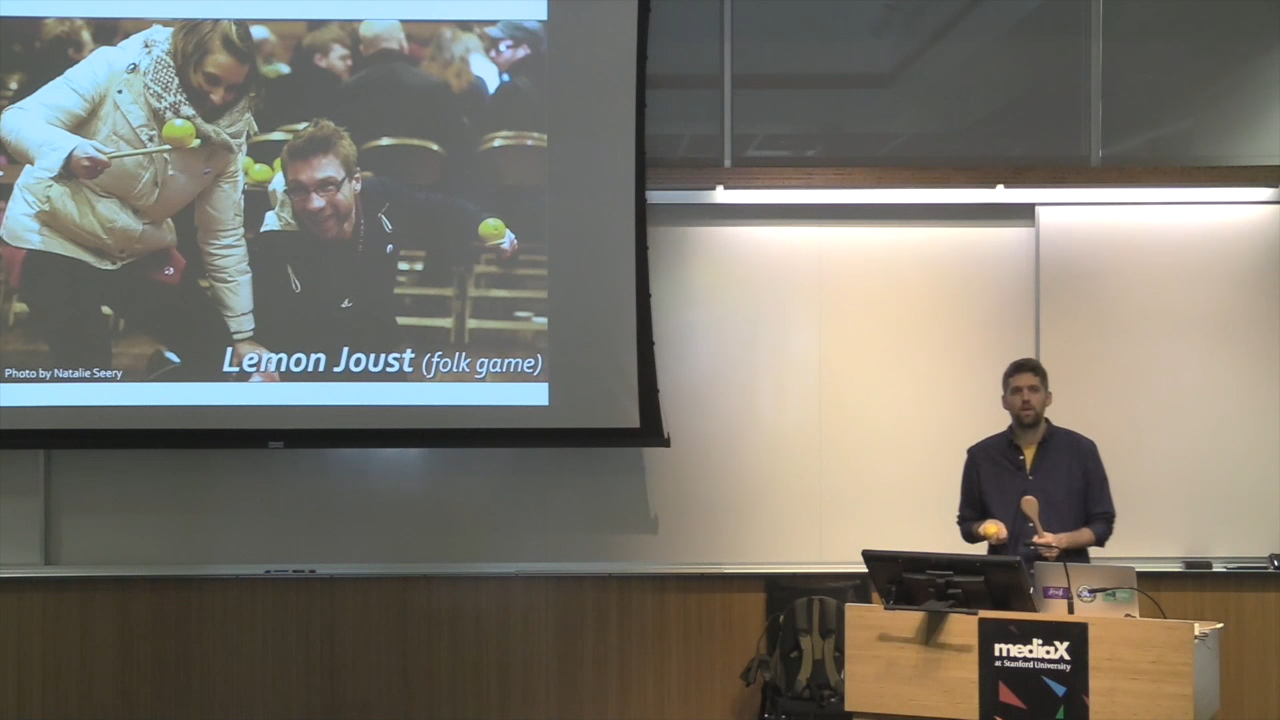 Lemon Joust (folk game)
Photo by Natalie Seery
mediaX
at Stanford University